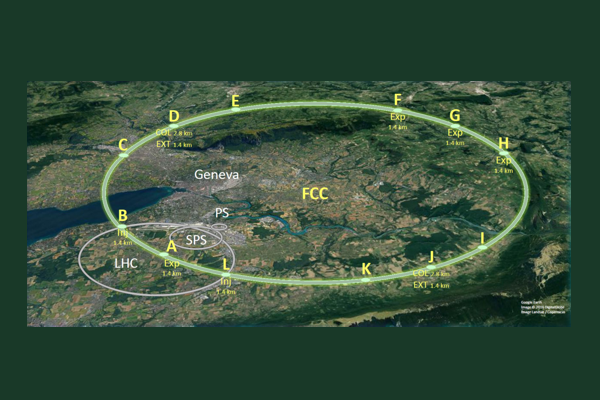 E
F
D
G
COL 2.8 km
Exp
1.4 km
Exp
1.4 km
C
EXT 1.4 km
H
Exp
1.4 km
Geneva
FCC
B
Inj
1.4 km
PS
SPS
A
I
LHC
Exp
1.4 km
L
Inj
1.4 km
K
J
COL 2.8 km
EXT 1.4 km
Google Earth